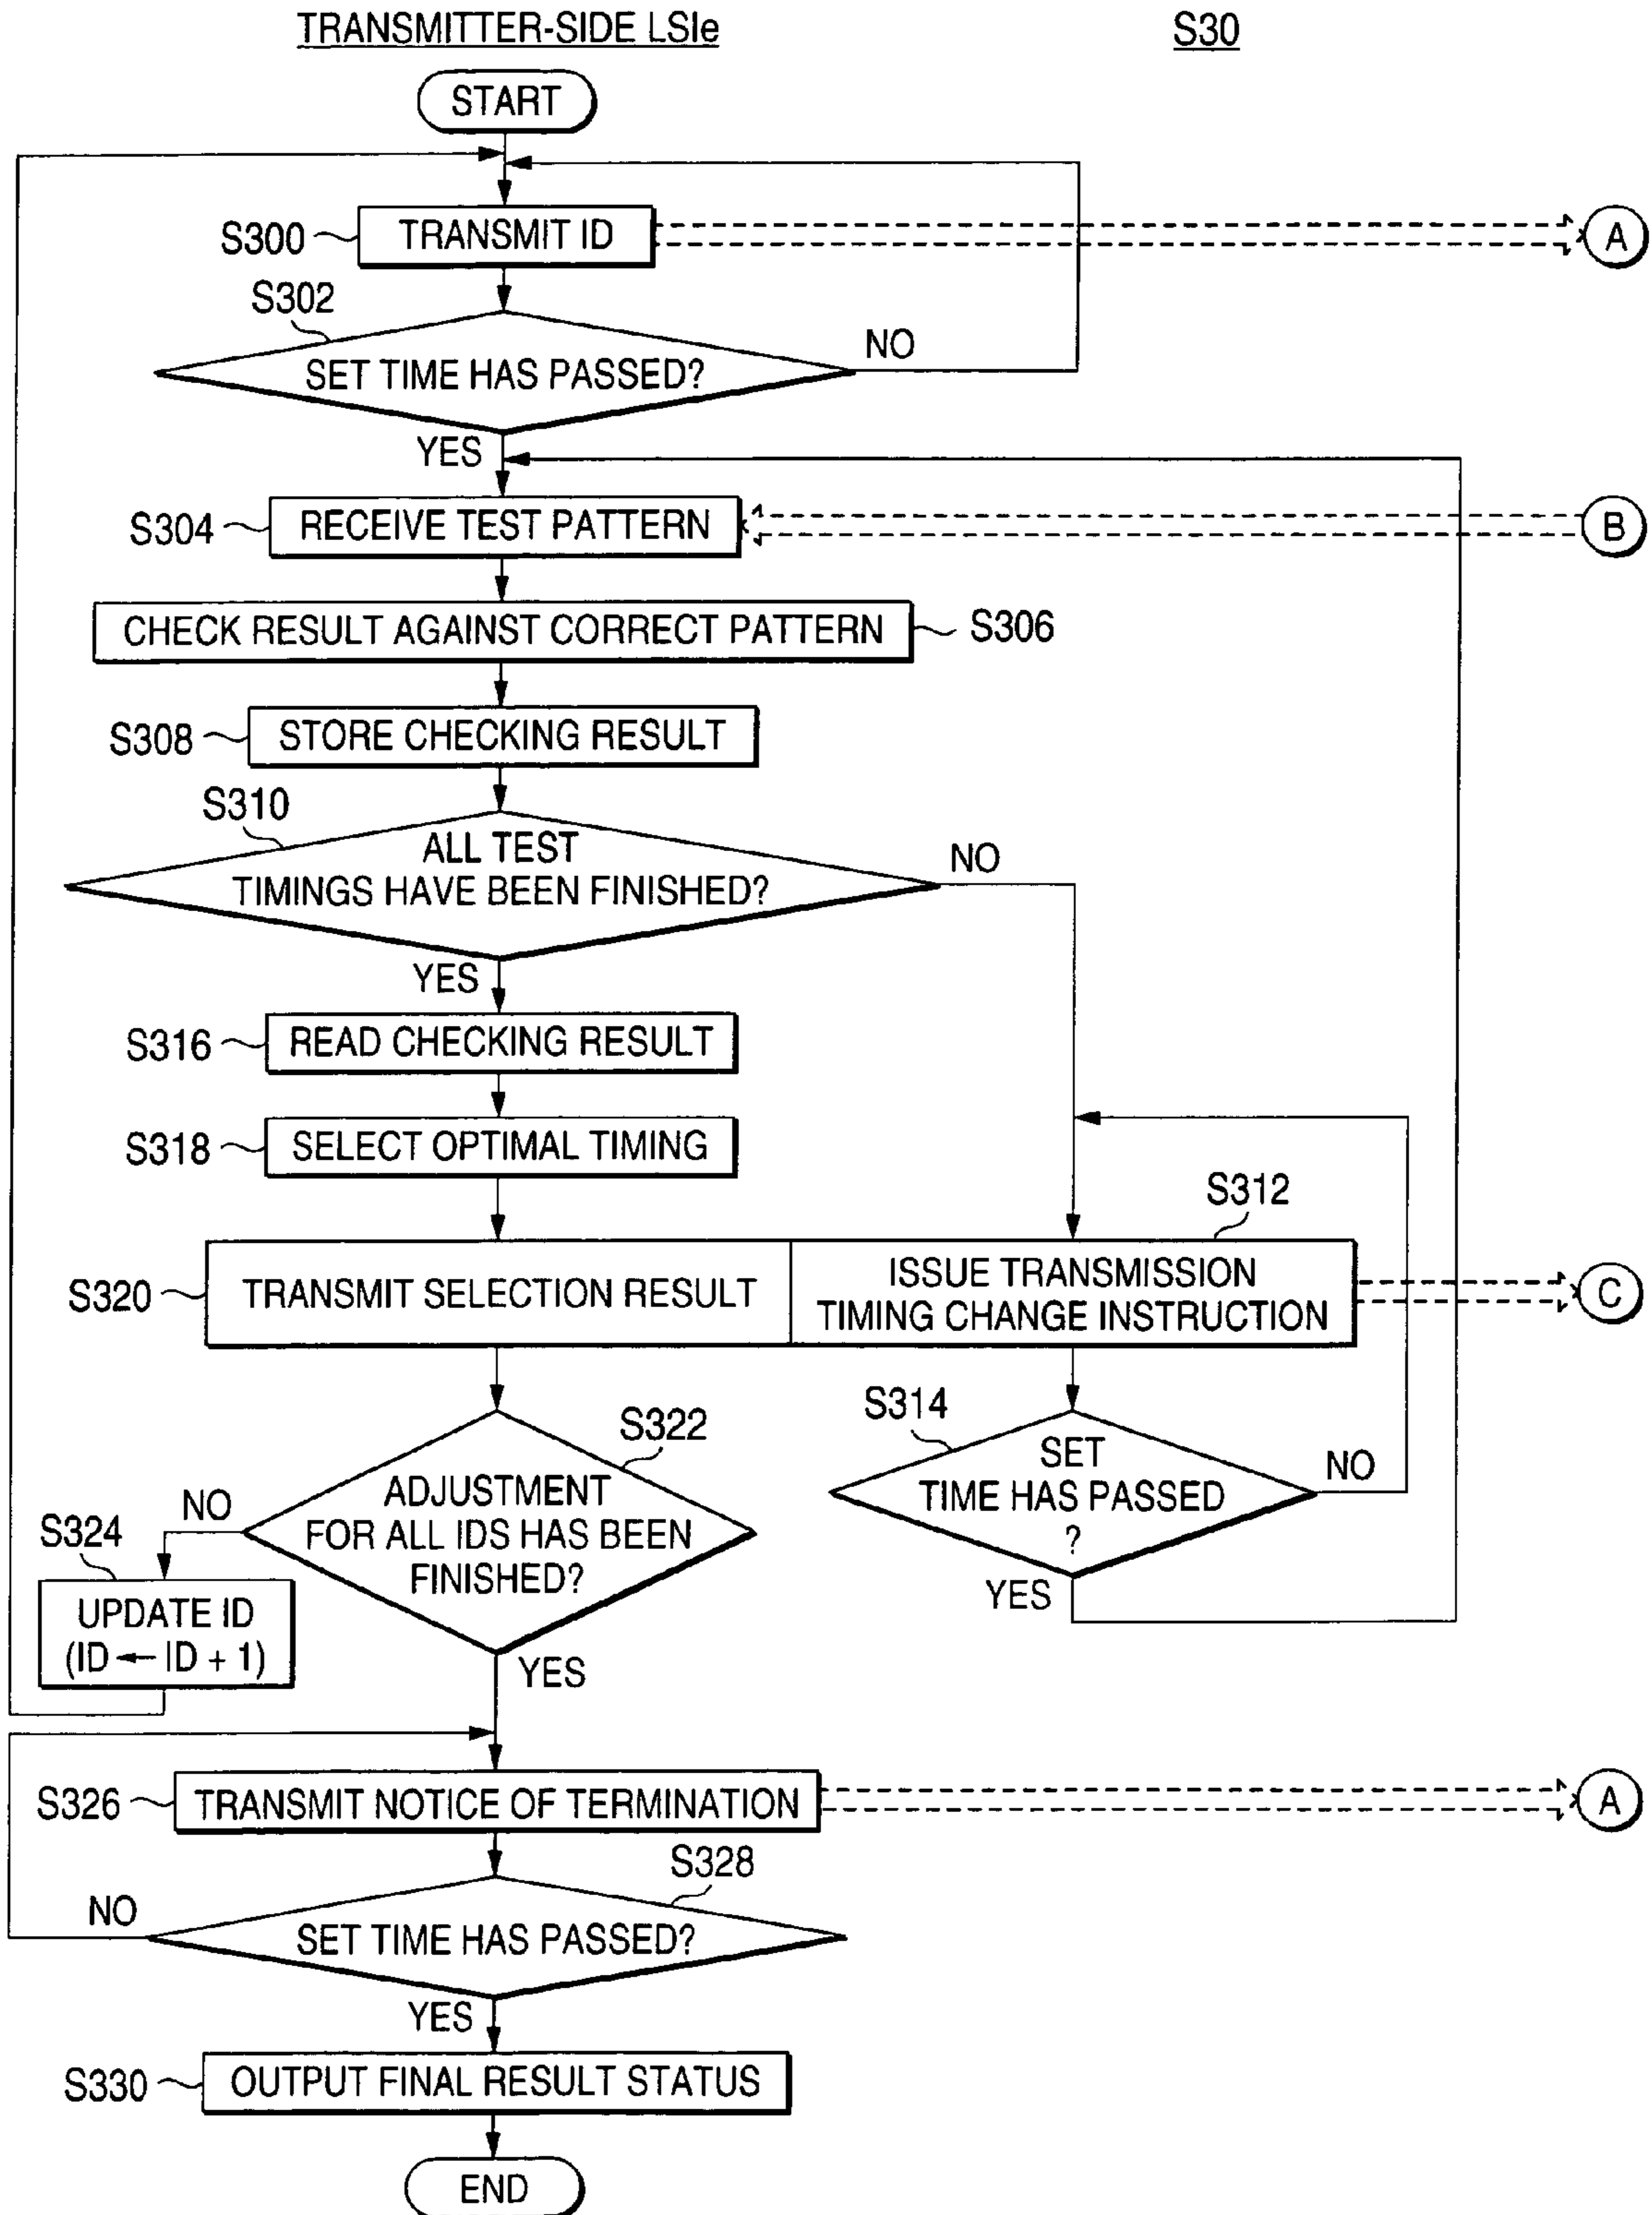 TRANSMITTER-SIDE LSIe
S30
START
S300
TRANSMIT ID
A
S302
SET TIME HAS PASSED?
NO
YES
S304
RECEIVE TEST PATTERN
B
CHECK RESULT AGAINST CORRECT PATTERN
S306
S308
STORE CHECKING RESULT
S310
ALL TEST
TIMINGS HAVE BEEN FINISHED?
NO
YES
S316
READ CHECKING RESULT
S318
SELECT OPTIMAL TIMING
S312
S320
TRANSMIT SELECTION RESULT
ISSUE TRANSMISSION
TIMING CHANGE INSTRUCTION
C
S314
SET
TIME HAS PASSED
?
NO
YES
S322
ADJUSTMENT
FOR ALL IDS HAS BEEN
FINISHED?
NO
S324
UPDATE ID
(ID ← ID + 1)
YES
S326
TRANSMIT NOTICE OF TERMINATION
A
S328
NO
SET TIME HAS PASSED?
YES
S330
OUTPUT FINAL RESULT STATUS
END